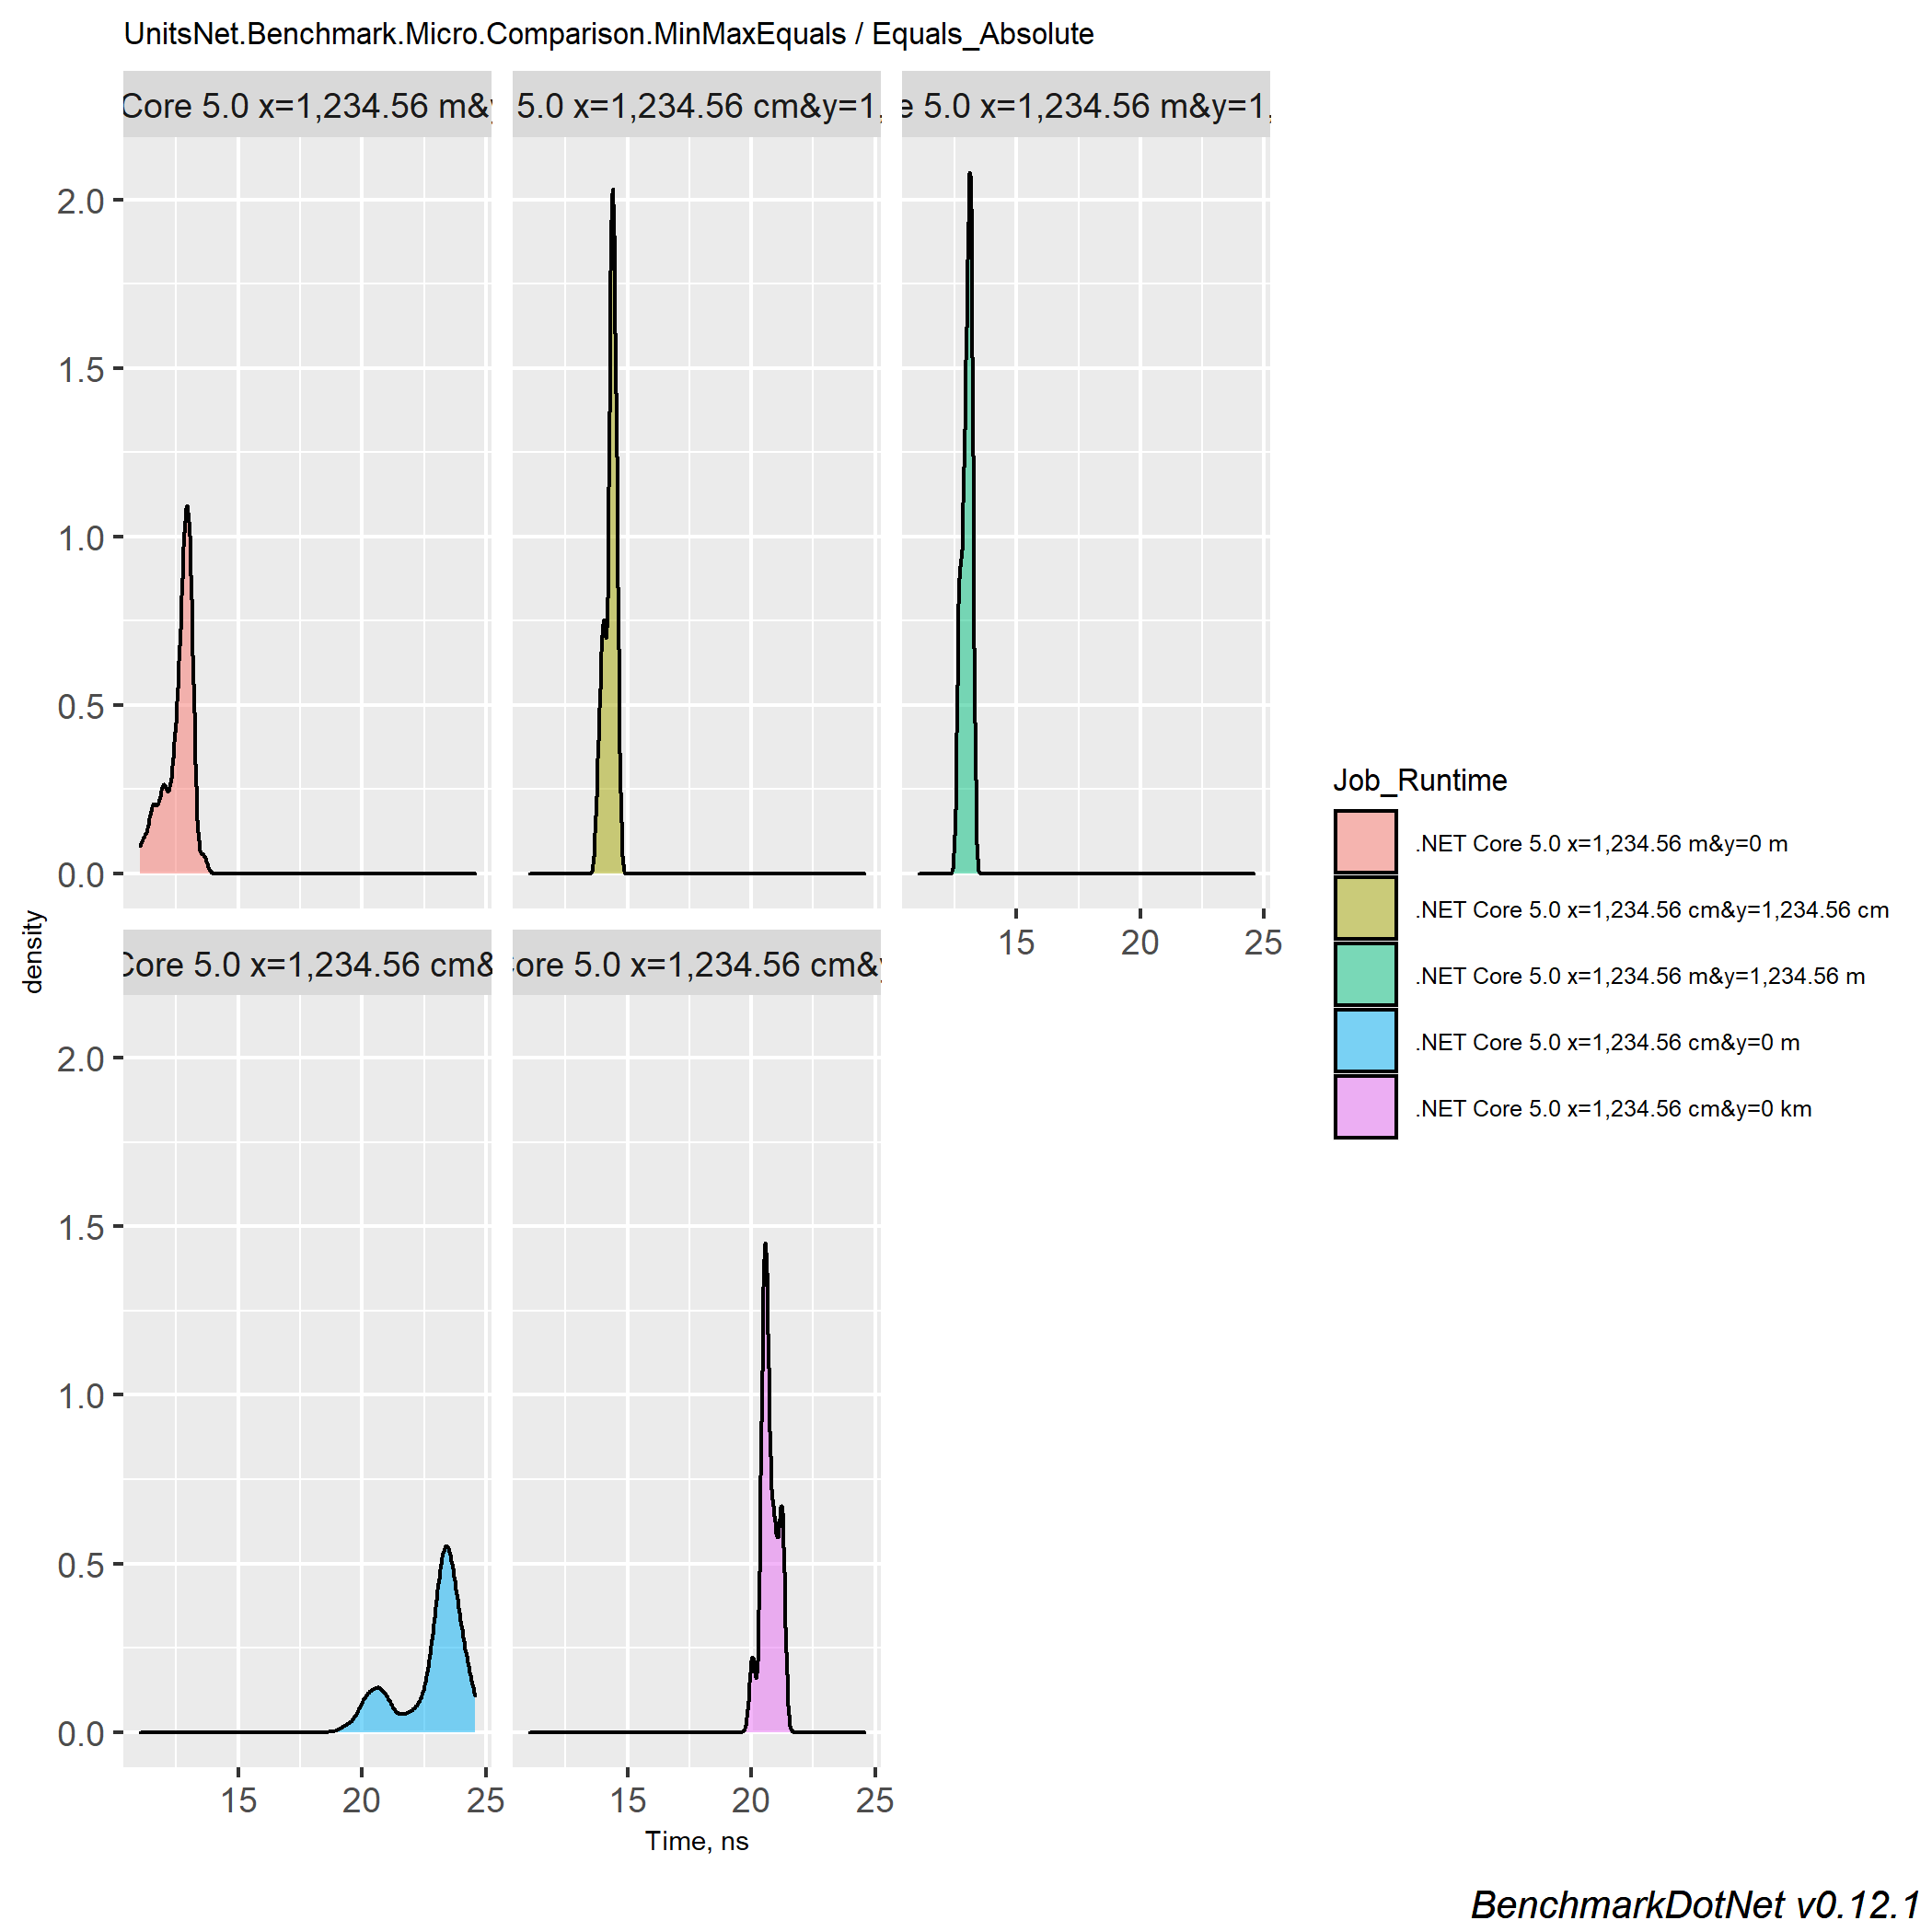 UnitsNet.Benchmark.Micro.Comparison.MinMaxEquals / Equals_Absolute
Core 5.0 x=1,234.56 m&
5.0 x=1,234.56 cm&y=1,
5.0 x=1,234.56 m&y=1,
2.0
1.5
1.0
0.5
0.0
15 20 25
density
Core 5.0 x=1,234.56 cm&
Core 5.0 x=1,234.56 cm&
2.0
1.5
1.0
0.5
0.0
15 20 25
15 20 25
Time, ns
Job_Runtime
.NET Core 5.0 x=1,234.56 m&y=0 m
.NET Core 5.0 x=1,234.56 cm&y=1,234.56 cm
.NET Core 5.0 x=1,234.56 m&y=1,234.56 m
.NET Core 5.0 x=1,234.56 cm&y=0 m
.NET Core 5.0 x=1,234.56 cm&y=0 km
BenchmarkDotNet v0.12.1